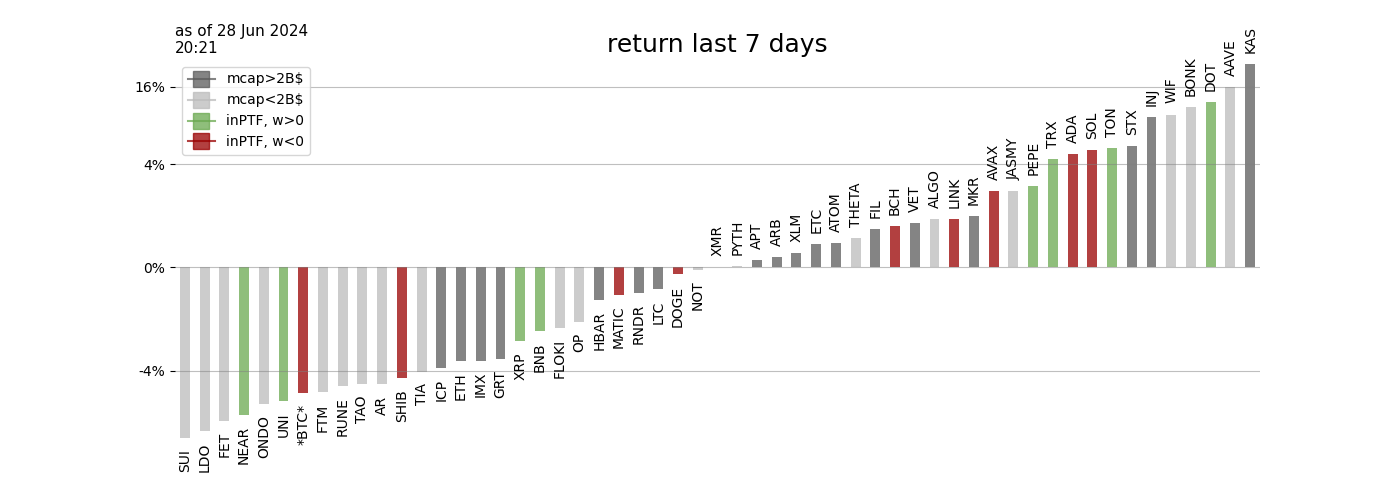 as of 28 Jun 2024
20:21
return last 7 days
mcap>2B$
mcap<2B$
inPTF, w>0
inPTF, w<0
16%
4%
0%
-4%
SUI
LDO
FET
NEAR
ONDO
UNI
*BTC*
FTM
RUNE
TAO
AR
SHIB
TIA
ICP
ETH
IMX
GRT
XRP
BNB
FLOKI
OP
HBAR
MATIC
RNDR
LTC
DOGE
NOT
XMR
PYTH
APT
ARB
XLM
ETC
ATOM
THETA
FIL
BCH
VET
ALGO
LINK
MKR
AVAX
JASMY
PEPE
TRX
ADA
SOL
TON
STX
INJ
WIF
BONK
DOT
AAVE
KAS